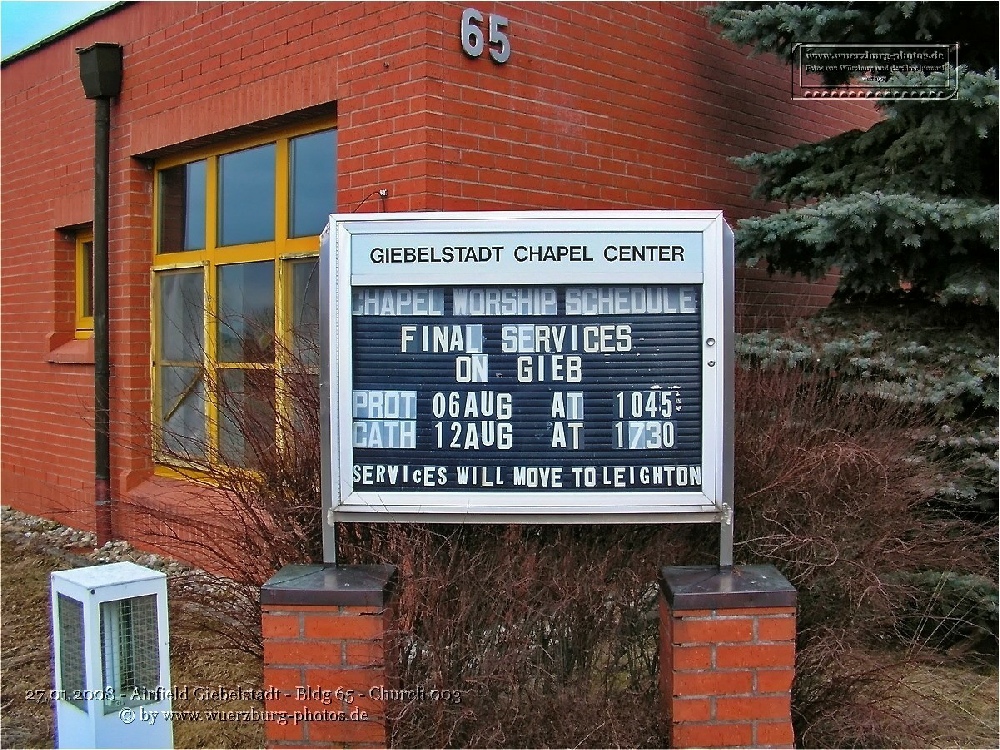 65
www.wuerzburg-photos.de
GIEBELSTADT CHAPEL CENTER
CHAPEL WORSHIP SCHEDULE
FINAL SERVICES
ON GIEB
PROT 06AUG AT 1045
CATH 12AUG AT 1730
SERVICES WILL MOVE TO LEIGHTON
27.01.2008 - Airfield Giebelstadt - Bldg 65 - Church 003
© by www.wuerzburg-photos.de